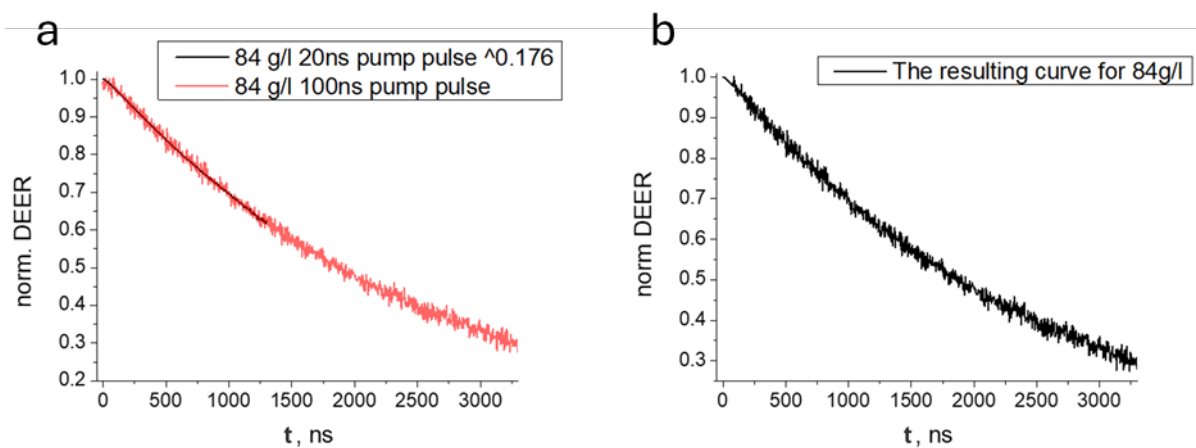 a
84 g/l 20ns pump pulse ^0.176
84 g/l 100ns pump pulse
1.0
0.9
0.8
0.7
0.6
0.5
0.4
0.3
0.2
norm. DEER
0 500 1000 1500 2000 2500 3000
t , ns
b
The resulting curve for 84g/l
1.0
0.9
0.8
0.7
0.6
0.5
0.4
0.3
norm DEER
0 500 1000 1500 2000 2500 3000
t , ns